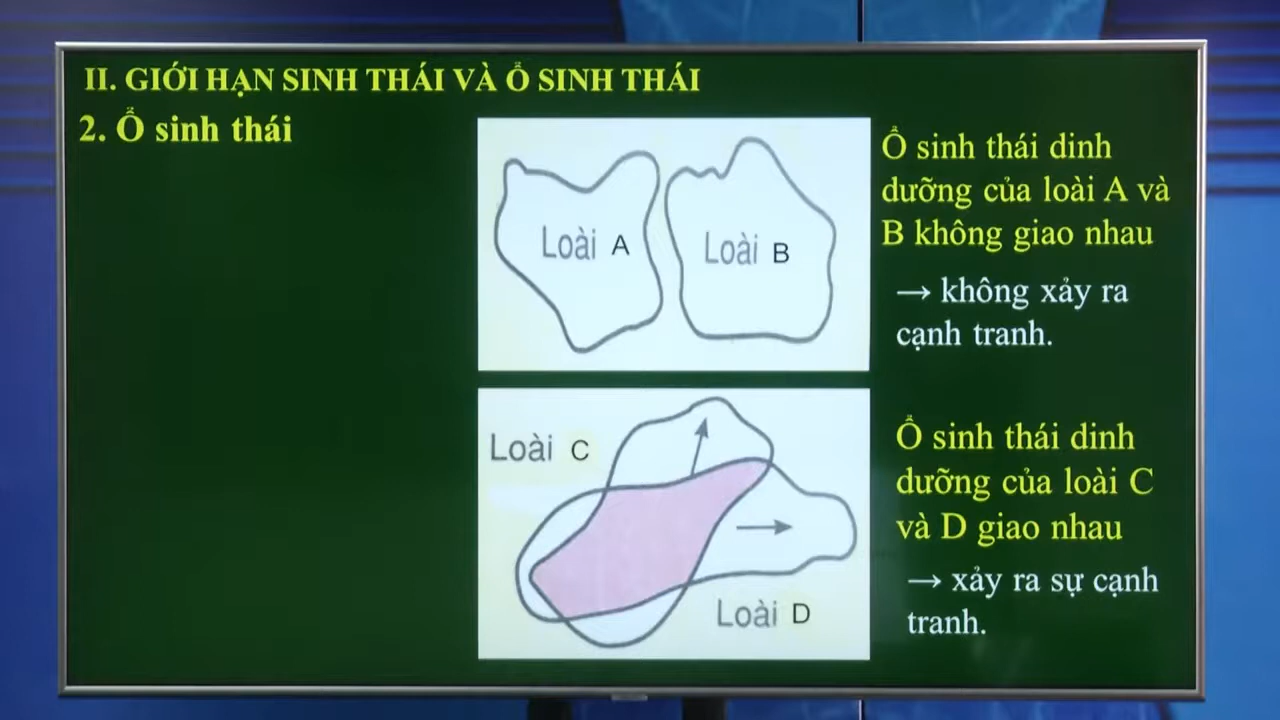 II. GIỚI HẠN SINH THÁI VÀ Ổ SINH THÁI
2. Ổ sinh thái
Loài A
Loài B
Ổ sinh thái dinh
dưỡng của loài A và
B không giao nhau
→ không xảy ra
cạnh tranh.
Loài C
Loài D
Ổ sinh thái dinh
dưỡng của loài C
và D giao nhau
→ xảy ra sự cạnh
tranh.